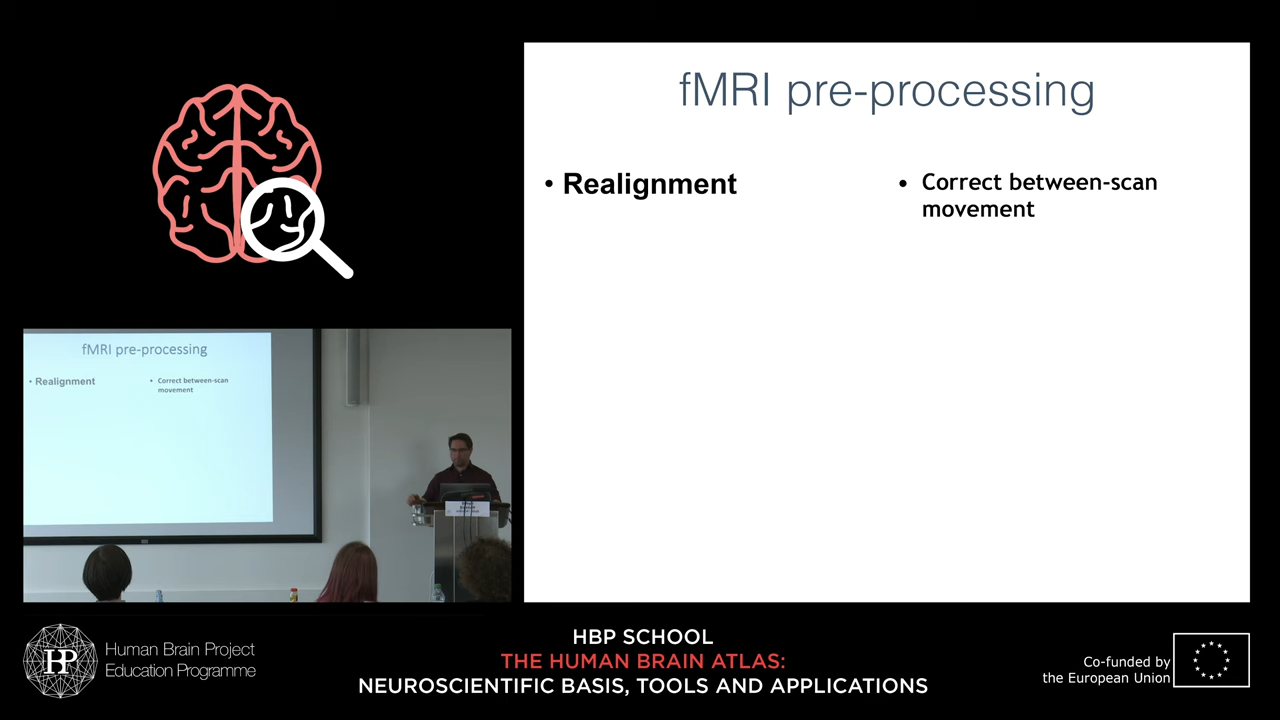 fMRI pre-processing
• Realignment
• Correct between-scan
movement
fMRI pre-processing
• Realignment
• Correct between-scan
movement
HP
Human Brain Project
Education Programme
HBP SCHOOL
THE HUMAN BRAIN ATLAS:
NEUROSCIENTIFIC BASIS, TOOLS AND APPLICATIONS
Co-funded by
the European Union